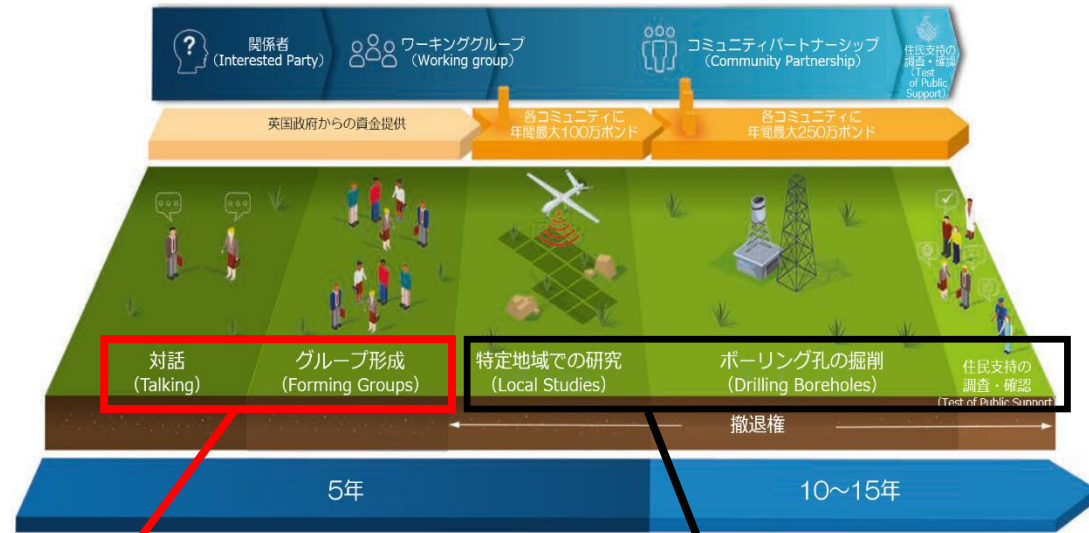 ?
関係者
(Interested Party)
ワーキンググループ
(Working group)
コミュニティパートナーシップ
(Community Partnership)
住民支持の
調査・確認
(Test
of Public
Support)
英国政府からの資金提供
各コミュニティに
年間最大100万ポンド
各コミュニティに
年間最大250万ポンド
対話
(Talking)
グループ形成
(Forming Groups)
特定地域での研究
(Local Studies)
ボーリング孔の掘削
(Drilling Boreholes)
住民支持の
調査・確認
(Test of Public Support)
撤退権
5年
10～15年